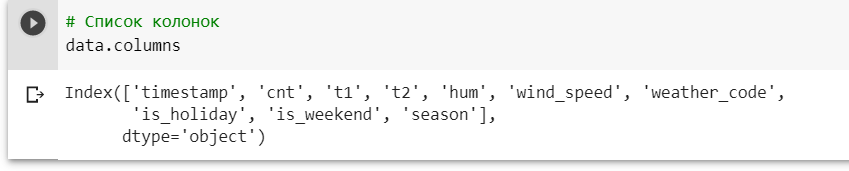 # Список колонок
data.columns
Index(['timestamp', 'cnt', 't1', 't2', 'hum', 'wind_speed', 'weather_code',
'is_holiday', 'is_weekend', 'season'],
dtype='object')